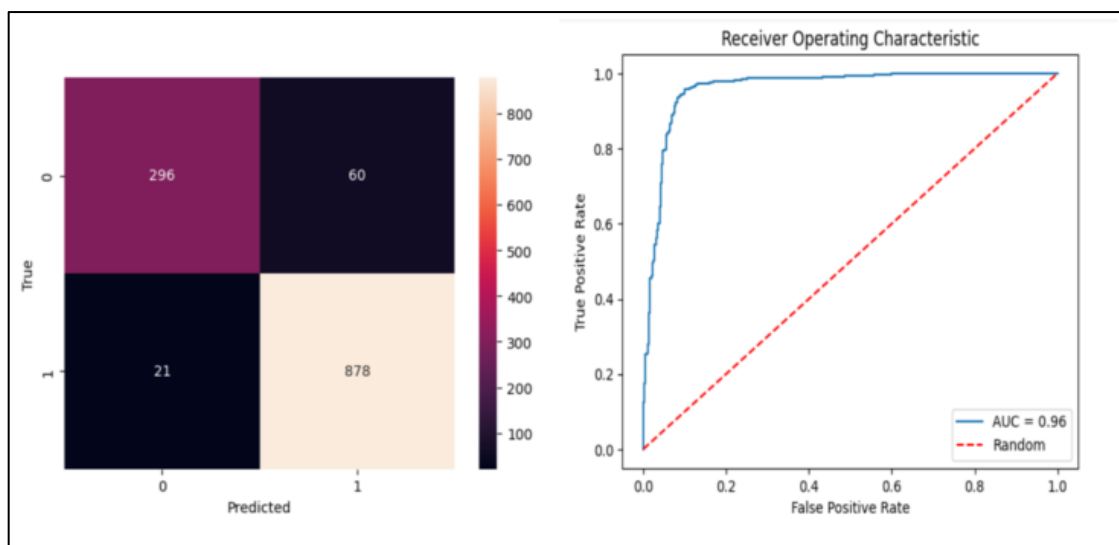 0
296
60
True
1
21
878
0
1
Predicted
800
700
600
500
400
300
200
100
Receiver Operating Characteristic
1.0
0.8
0.6
0.4
0.2
0.0
True Positive Rate
0.0 0.2 0.4 0.6 0.8 1.0
False Positive Rate
AUC = 0.96
Random